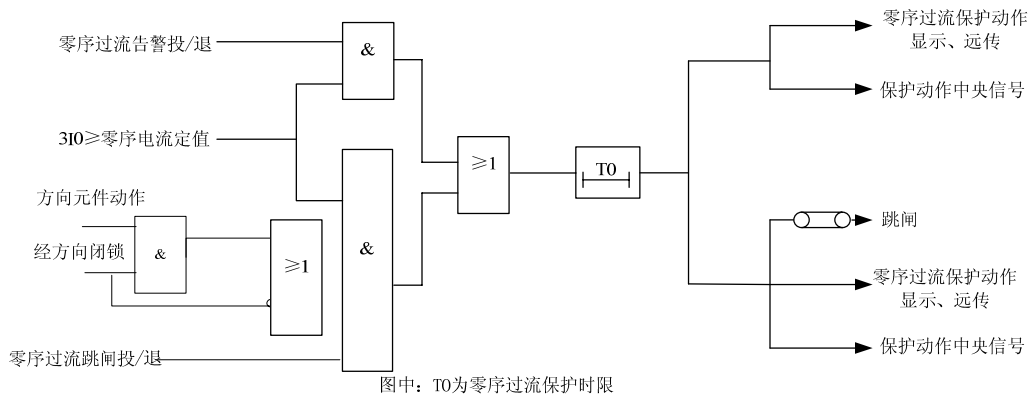 零序过流告警投/退
&
零序过流保护动作
显示、远传
保护动作中央信号
3I0≥零序电流定值
≥1
T0
方向元件动作
经方向闭锁
&
≥1
&
跳闸
零序过流保护动作
显示、远传
保护动作中央信号
零序过流跳闸投/退
图中：T0为零序过流保护时限